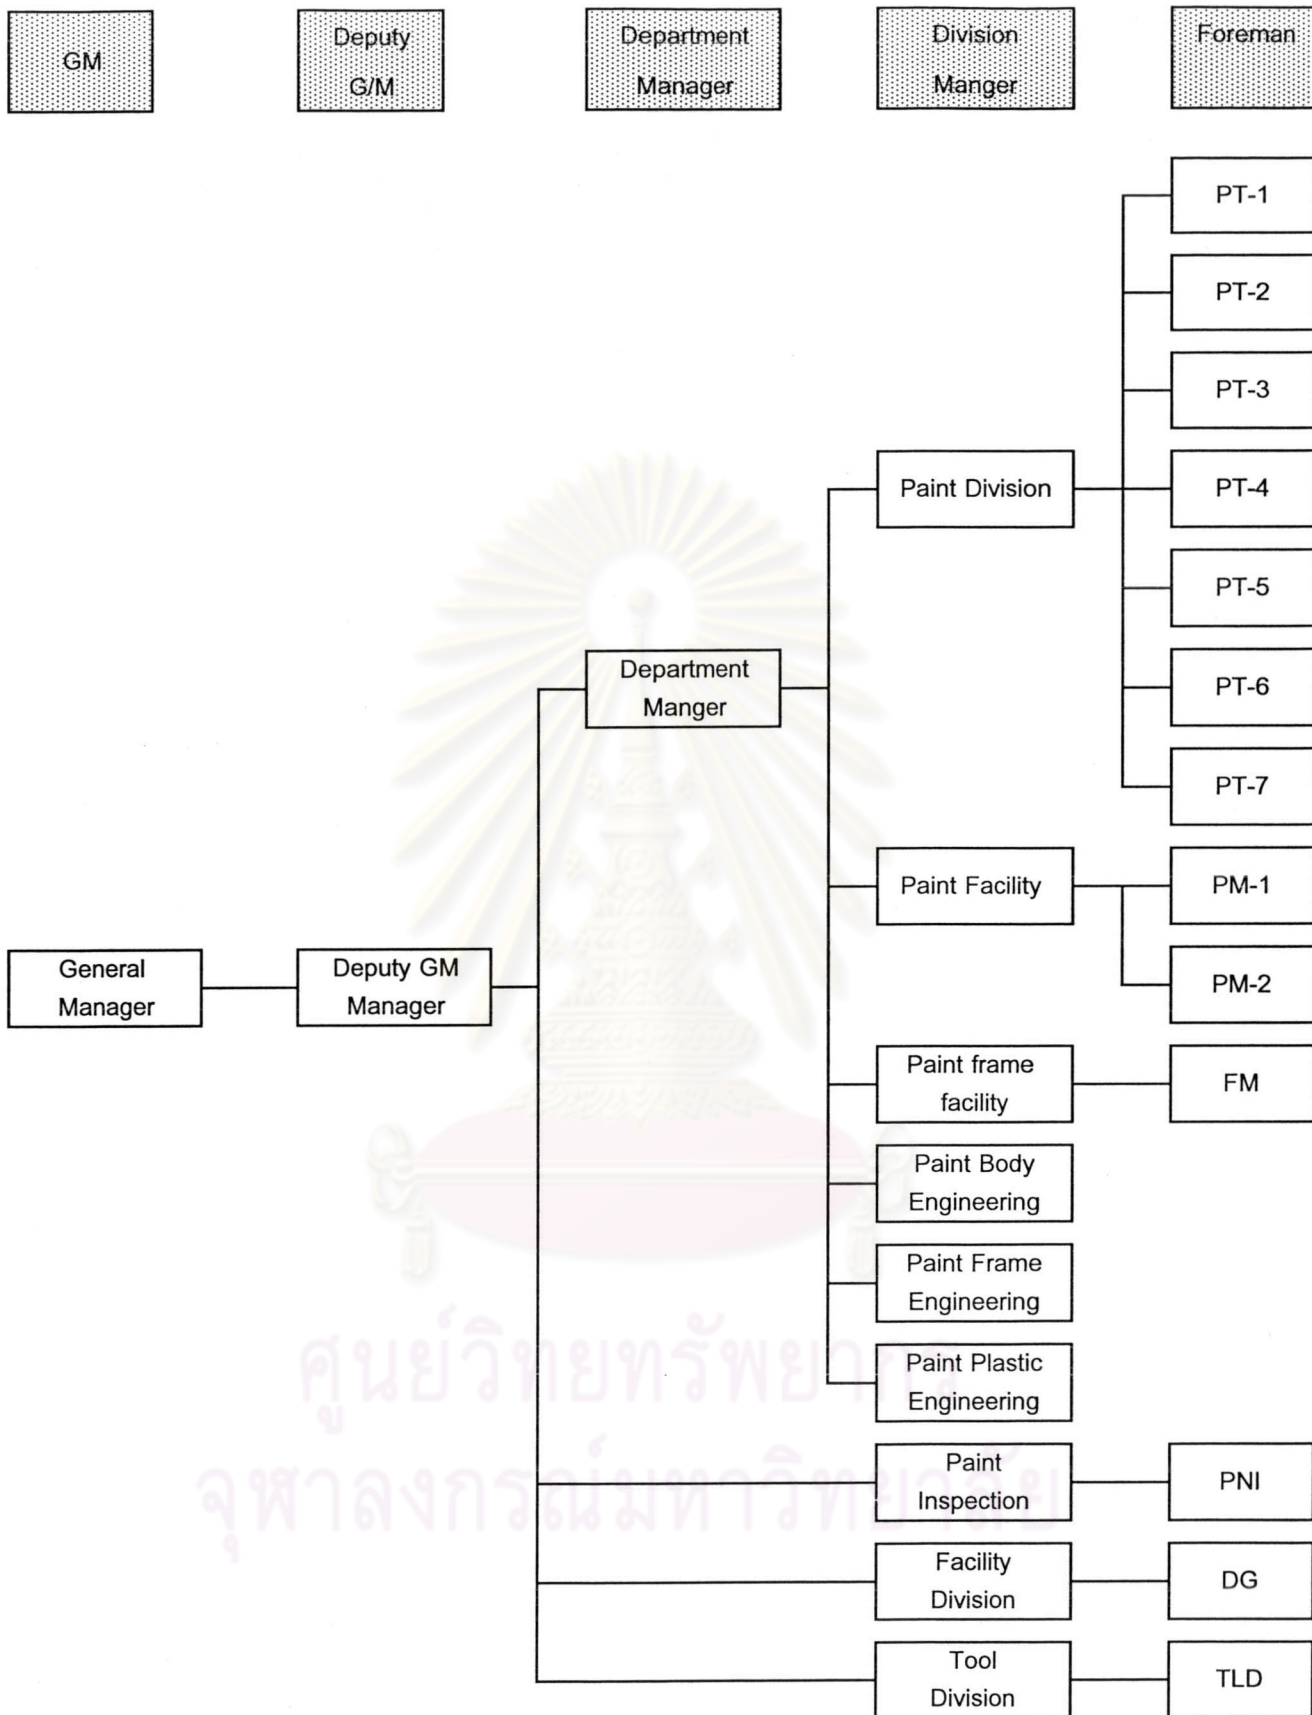 GM
Deputy
G/M
Department
Manager
Division
Manger
Foreman
PT-1
PT-2
PT-3
Paint Division
PT-4
PT-5
Department
Manger
PT-6
PT-7
Paint Facility
PM-1
General
Manager
Deputy GM
Manager
PM-2
Paint frame
facility
FM
Paint Body
Engineering
Paint Frame
Engineering
Paint Plastic
Engineering
ศูนย์วิทยทรัพยากร
Paint
Inspection
PNI
จุฬาลงกรณ์มหาวิทยาลัย
Facility
Division
DG
Tool
Division
TLD